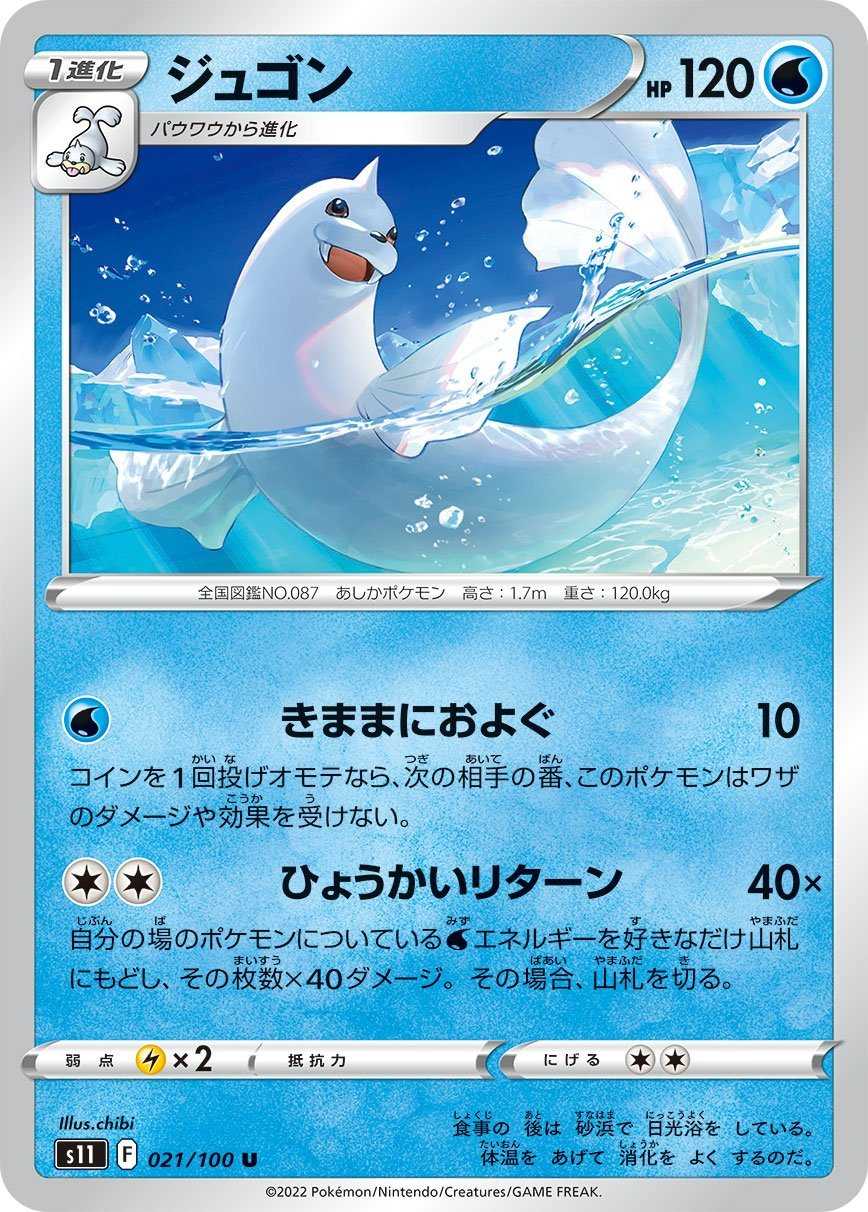 1進化
ジュゴン
HP 120
パウワウから進化
全国図鑑NO.087 あしかポケモン 高さ：1.7m 重さ：120.0kg
きままにおよぐ 10
コインを1回投げオモテなら、次の相手の番、このポケモンはワザ
のダメージや効果を受けない。
ひょうかいリターン 40×
自分の場のポケモンについているエネルギーを好きなだけ山札
にもどし、その枚数×40ダメージ。その場合、山札を切る。
弱点 ×2 抵抗力 にげる
Illus.chibi
s11 F 021/100 U
食事の 後は 砂浜で 日光浴を している。
体温を あげて 消化を よく するのだ。
©2022 Pokémon/Nintendo/Creatures/GAME FREAK.